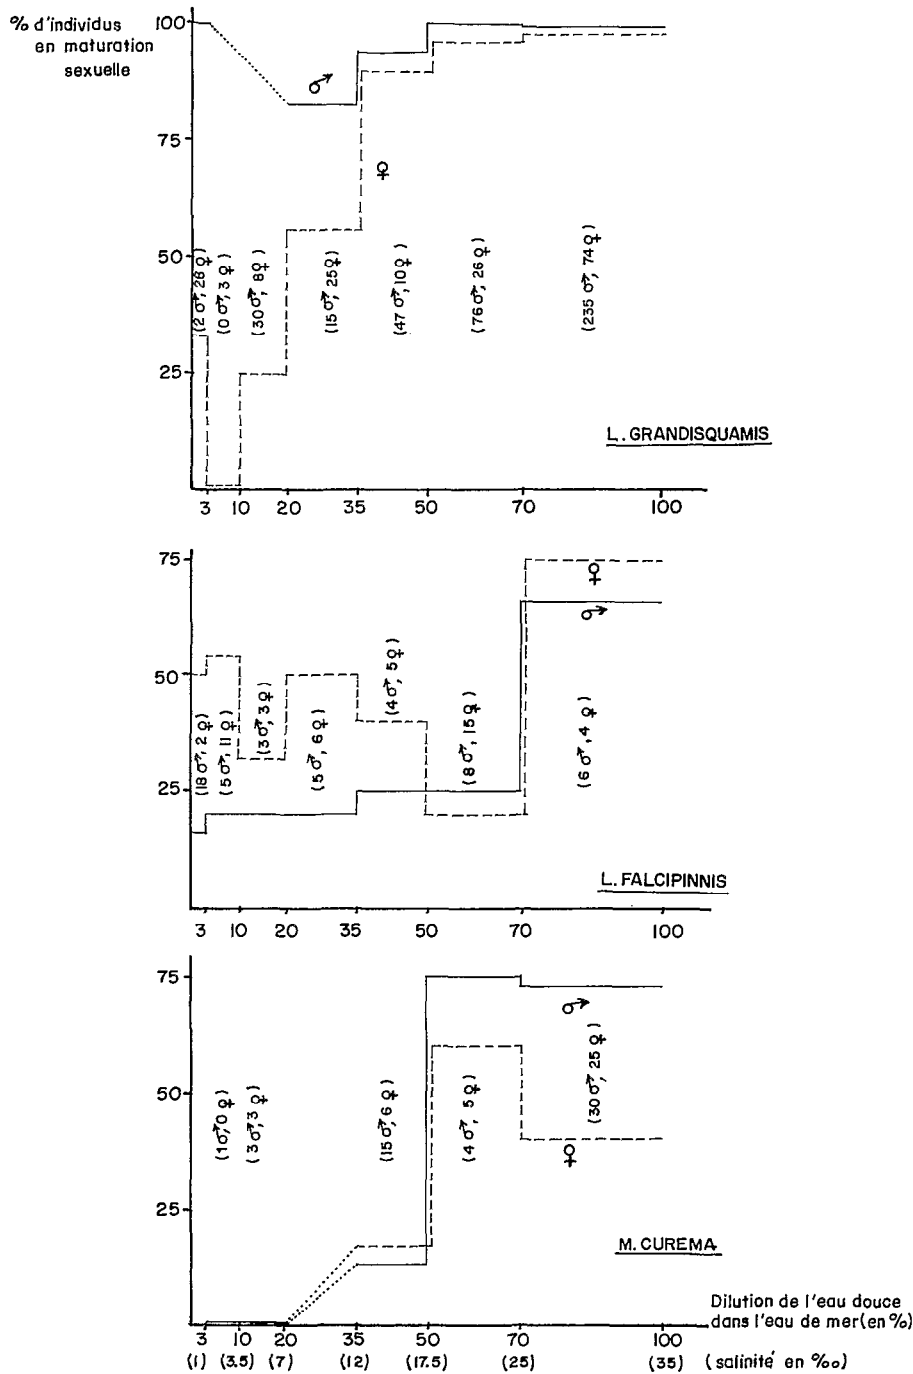 % d'individus
en maturation
sexuelle
100
75
50
25
♂
♀
(2 ♂, 28 ♀)
(0 ♂, 3 ♀)
(30 ♂, 8 ♀)
(15 ♂, 25 ♀)
(47 ♂, 10 ♀)
(76 ♂, 26 ♀)
(235 ♂, 74 ♀)
L. GRANDISQUAMIS
3 10 20 35 50 70 100
75
50
25
♀
♂
(18 ♂, 2 ♀)
(5 ♂, 11 ♀)
(3 ♂, 3 ♀)
(5 ♂, 6 ♀)
(4 ♂, 5 ♀)
(8 ♂, 15 ♀)
(6 ♂, 4 ♀)
L. FALCIPINNIS
3 10 20 35 50 70 100
75
50
25
♂
♀
(1 ♂, 0 ♀)
(3 ♂, 3 ♀)
(15 ♂, 6 ♀)
(4 ♂, 5 ♀)
(30 ♂, 25 ♀)
M. CUREMA
Dilution de l'eau douce
dans l'eau de mer (en %)
3 10 20 35 50 70 100
(1) (3.5) (7) (12) (17.5) (25) (35) (salinité en ‰)